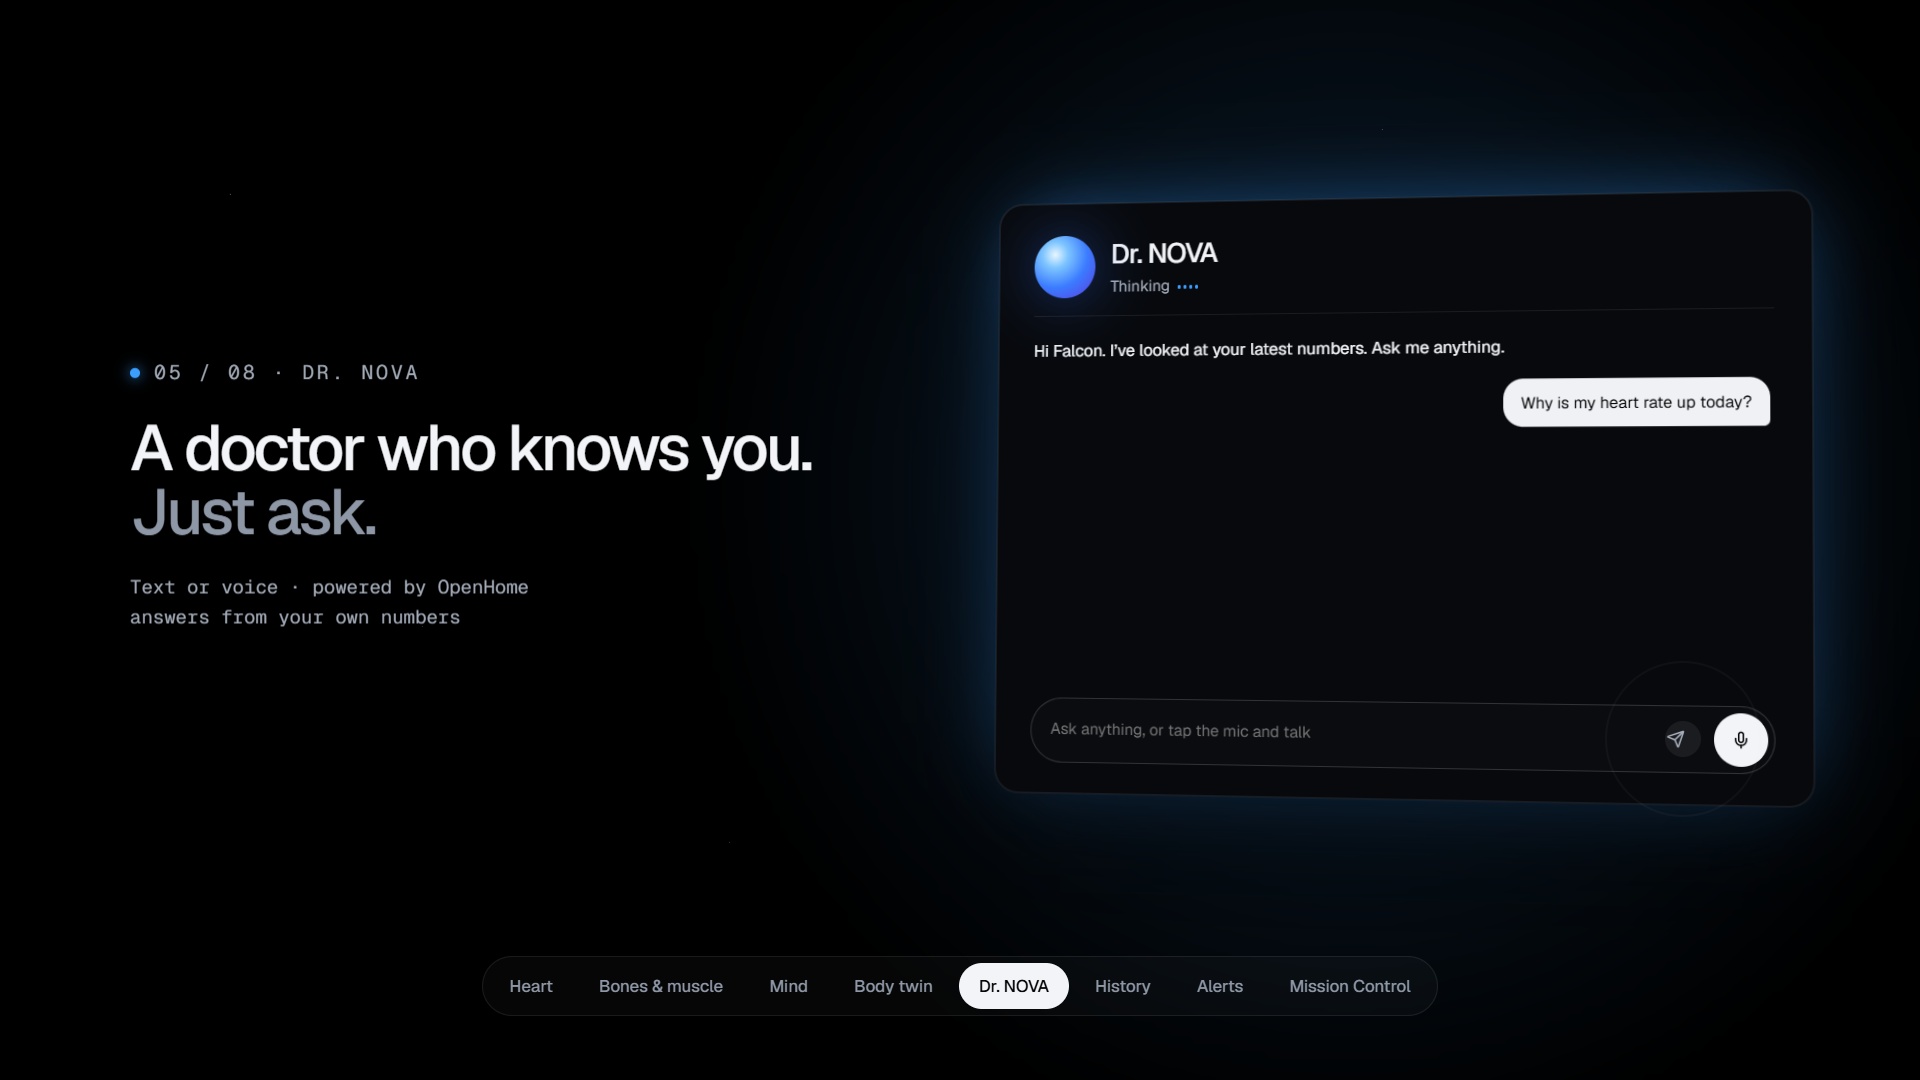 05 / 08 · DR. NOVA
A doctor who knows you.
Just ask.
Text or voice · powered by OpenHome
answers from your own numbers
Dr. NOVA
Thinking
Hi Falcon. I’ve looked at your latest numbers. Ask me anything.
Why is my heart rate up today?
Ask anything, or tap the mic and talk
Heart Bones & muscle Mind Body twin Dr. NOVA History Alerts Mission Control